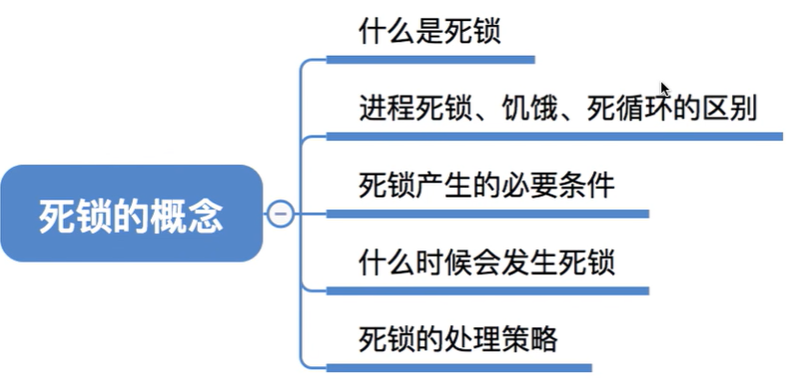 死锁的概念
什么是死锁
进程死锁、饥饿、死循环的区别
死锁产生的必要条件
什么时候会发生死锁
死锁的处理策略